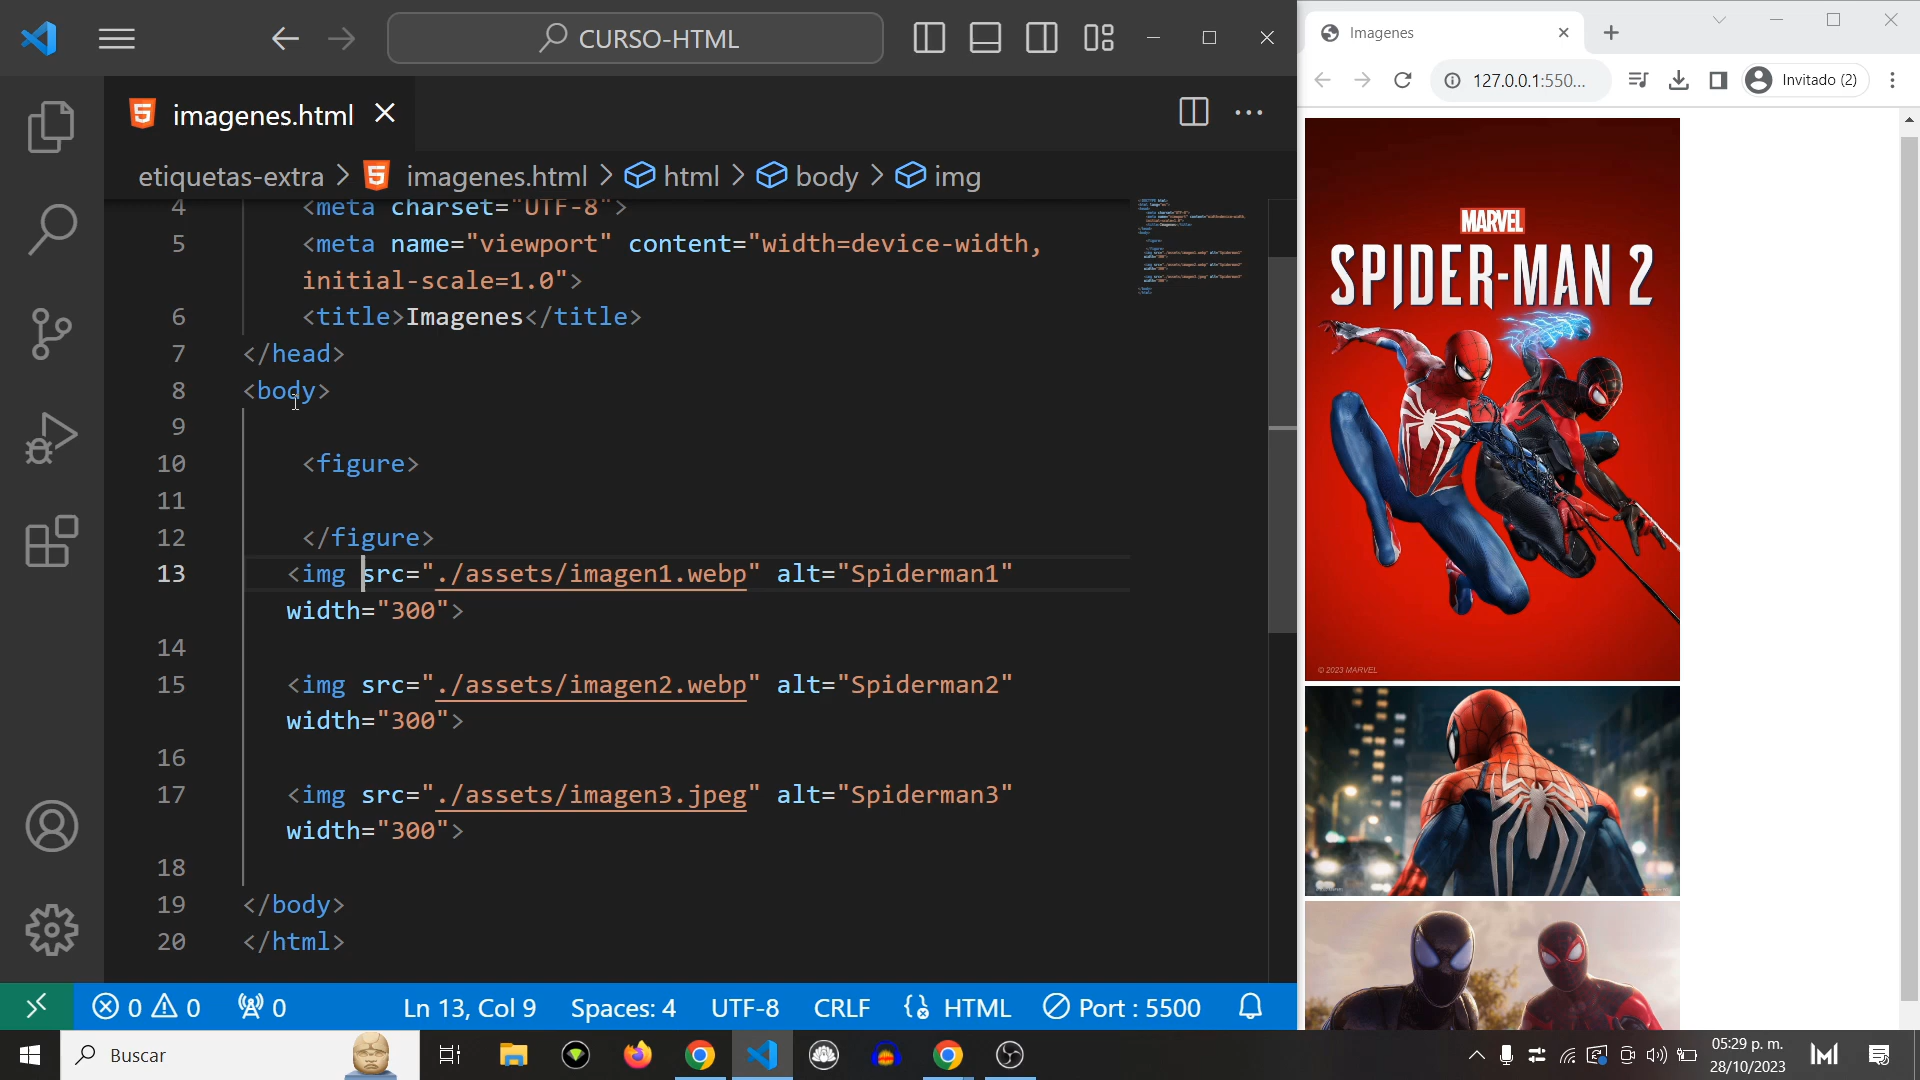 CURSO-HTML
imagenes.html
etiquetas-extra > imagenes.html > html > body > img
4 <meta charset="UTF-8">
5 <meta name="viewport" content="width=device-width,
initial-scale=1.0">
6 <title>Imagenes</title>
7 </head>
8 <body>
9
10 <figure>
11
12 </figure>
13 <img src="./assets/imagen1.webp" alt="Spiderman1"
width="300">
14
15 <img src="./assets/imagen2.webp" alt="Spiderman2"
width="300">
16
17 <img src="./assets/imagen3.jpeg" alt="Spiderman3"
width="300">
18
19 </body>
20 </html>
0 0 0 Ln 13, Col 9 Spaces: 4 UTF-8 CRLF HTML Port : 5500
Imagenes
127.0.0.1:550... Invitado (2)
MARVEL
SPIDER-MAN 2
© 2023 MARVEL
Buscar
05:29 p. m.
28/10/2023